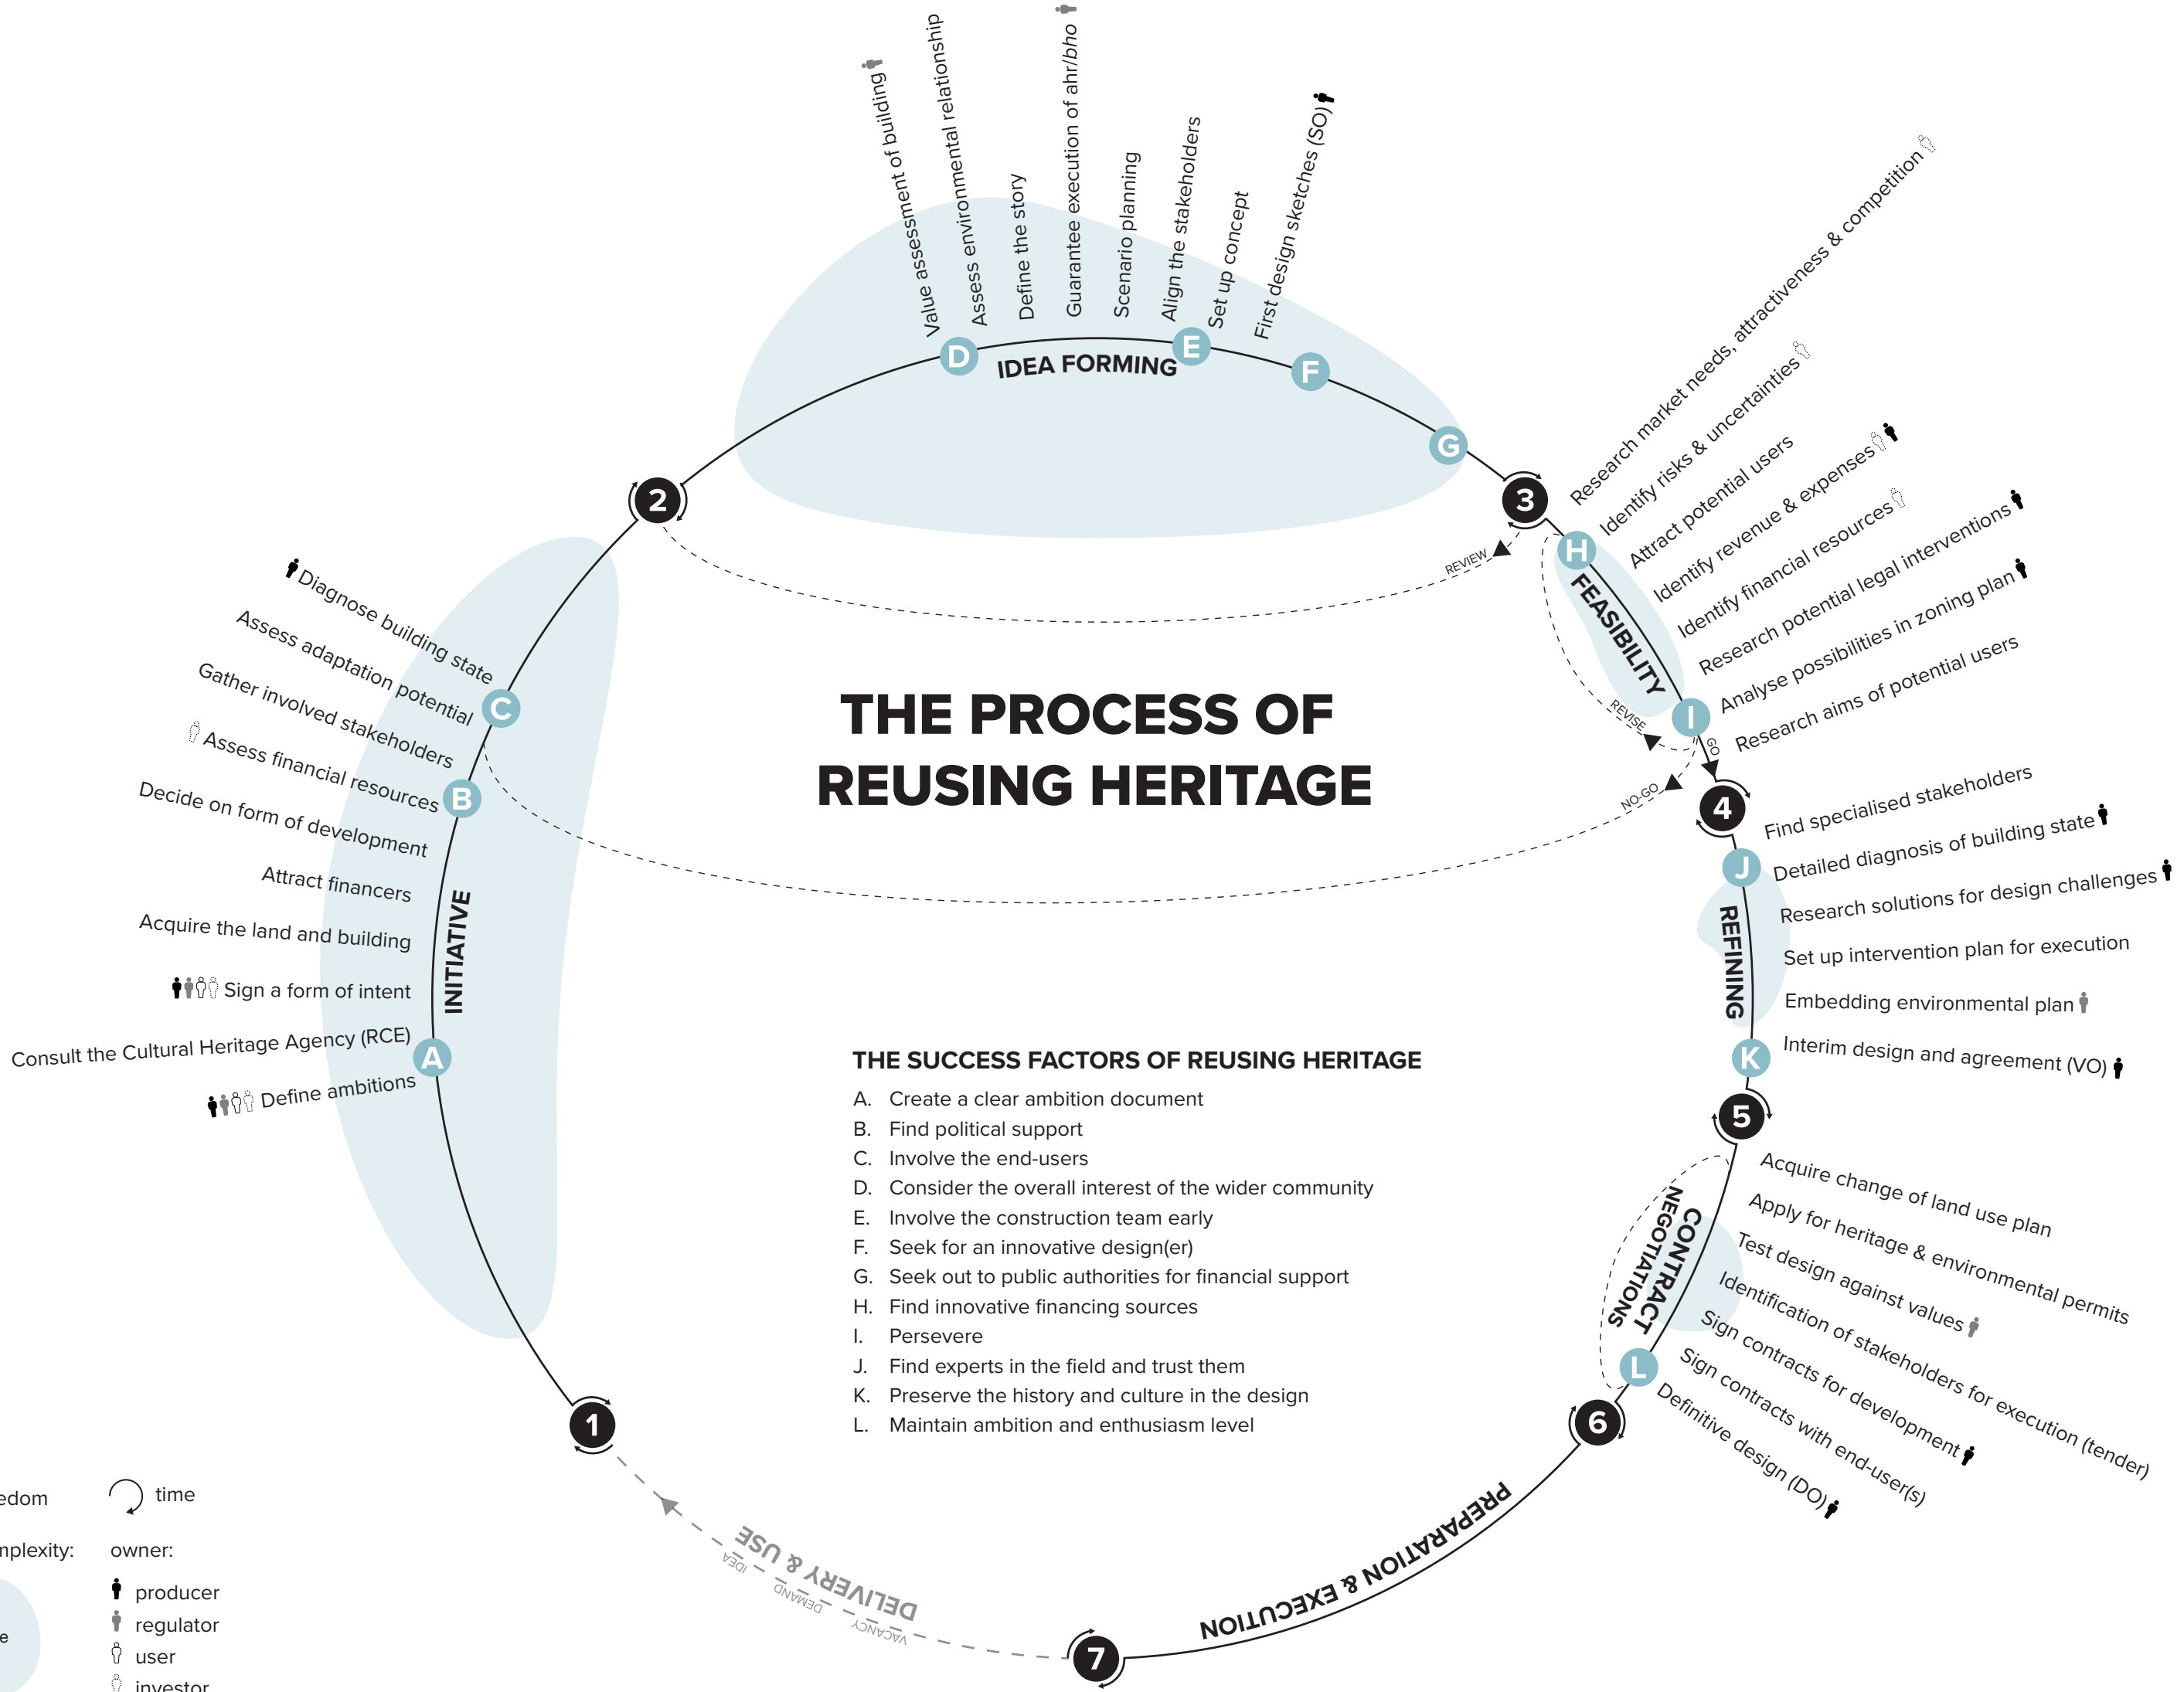 THE PROCESS OF
REUSING HERITAGE
1
INITIATIVE
Define ambitions
A
Consult the Cultural Heritage Agency (RCE)
Sign a form of intent
Acquire the land and building
Attract financers
Decide on form of development
Assess financial resources
B
Gather involved stakeholders
Assess adaptation potential
C
Diagnose building state
2
IDEA FORMING
Value assessment of building
D
Assess environmental relationship
Define the story
Guarantee execution of ahr/bho
Scenario planning
Align the stakeholders
E
Set up concept
First design sketches (SO)
F
G
3
REVIEW
H
FEASIBILITY
Research market needs, attractiveness & competition
Identify risks & uncertainties
Attract potential users
Identify revenue & expenses
Identify financial resources
Research potential legal interventions
Analyse possibilities in zoning plan
Research aims of potential users
I
REVISE
GO
NO-GO
4
Find specialised stakeholders
J
Detailed diagnosis of building state
REFINING
Research solutions for design challenges
Set up intervention plan for execution
Embedding environmental plan
K
Interim design and agreement (VO)
5
CONTRACT
NEGOTIATIONS
Acquire change of land use plan
Apply for heritage & environmental permits
Test design against values
Identification of stakeholders for execution (tender)
Sign contracts for development
Sign contracts with end-user(s)
Definitive design (DO)
L
6
PREPARATION & EXECUTION
7
DELIVERY & USE
VACANCY
DEMAND
IDEA
THE SUCCESS FACTORS OF REUSING HERITAGE
A. Create a clear ambition document
B. Find political support
C. Involve the end-users
D. Consider the overall interest of the wider community
E. Involve the construction team early
F. Seek for an innovative design(er)
G. Seek out to public authorities for financial support
H. Find innovative financing sources
I. Persevere
J. Find experts in the field and trust them
K. Preserve the history and culture in the design
L. Maintain ambition and enthusiasm level
edom
time
mplexity:
owner:
producer
regulator
e
user
investor